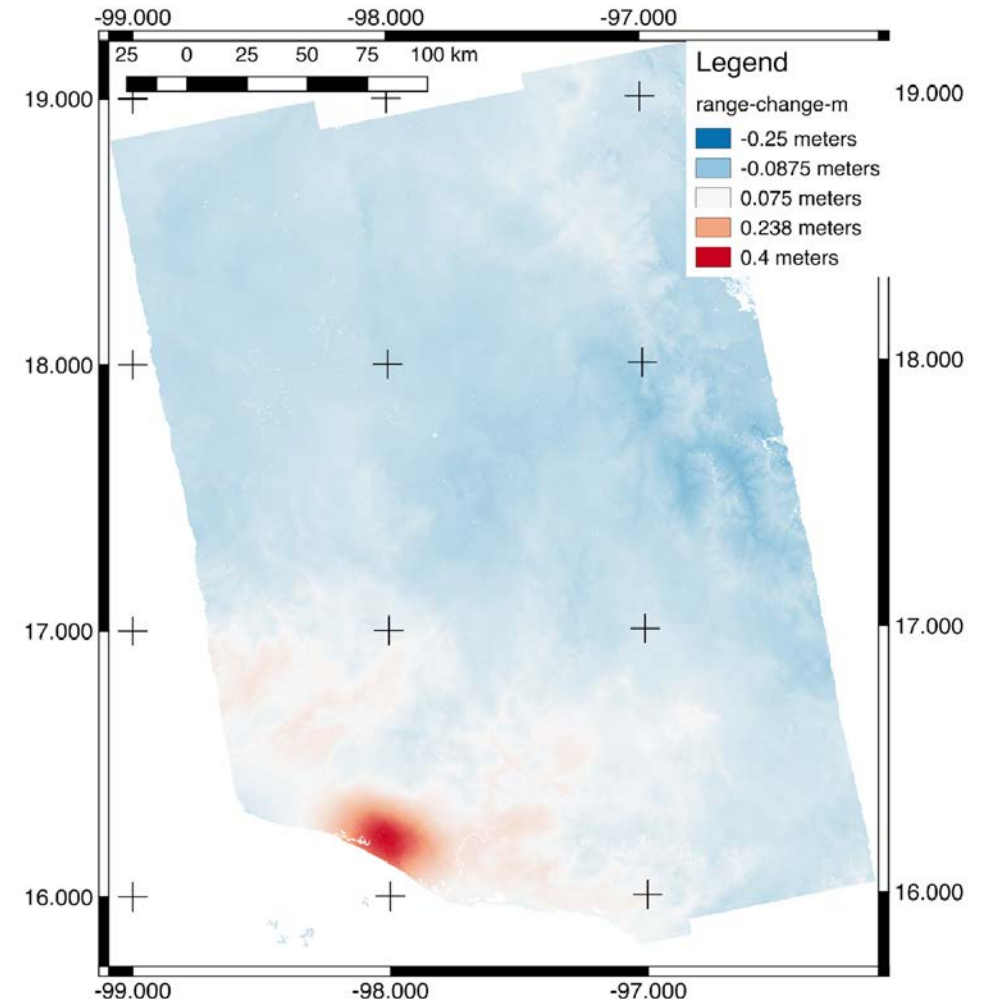 -99.000 -98.000 -97.000
25 0 25 50 75 100 km
Legend
range-change-m
-0.25 meters
-0.0875 meters
0.075 meters
0.238 meters
0.4 meters
19.000 19.000
18.000 18.000
17.000 17.000
16.000 16.000
-99.000 -98.000 -97.000